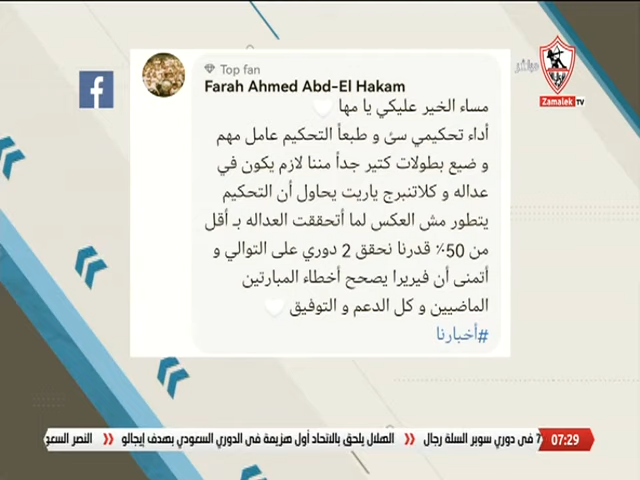 Top fan
Farah Ahmed Abd-El Hakam
مساء الخير عليكي يا مها
أداء تحكيمي سئ و طبعاً التحكيم عامل مهم
و ضيع بطولات كتير جداً مننا لازم يكون في
عداله و كلاتنبرج ياريت يحاول أن التحكيم
يتطور مش العكس لما أتحققت العداله بـ أقل
من 50٪ قدرنا نحقق 2 دوري على التوالي و
أتمنى أن فيريرا يصحح أخطاء المبارتين
الماضيين و كل الدعم و التوفيق
#أخبارنا
مباشر
Zamalek TV
07:29
7 فى دوري سوبر السلة رجال » الهلال يلحق بالاتحاد أول هزيمة فى الدوري السعودي بهدف إيجالو » النصر السعو